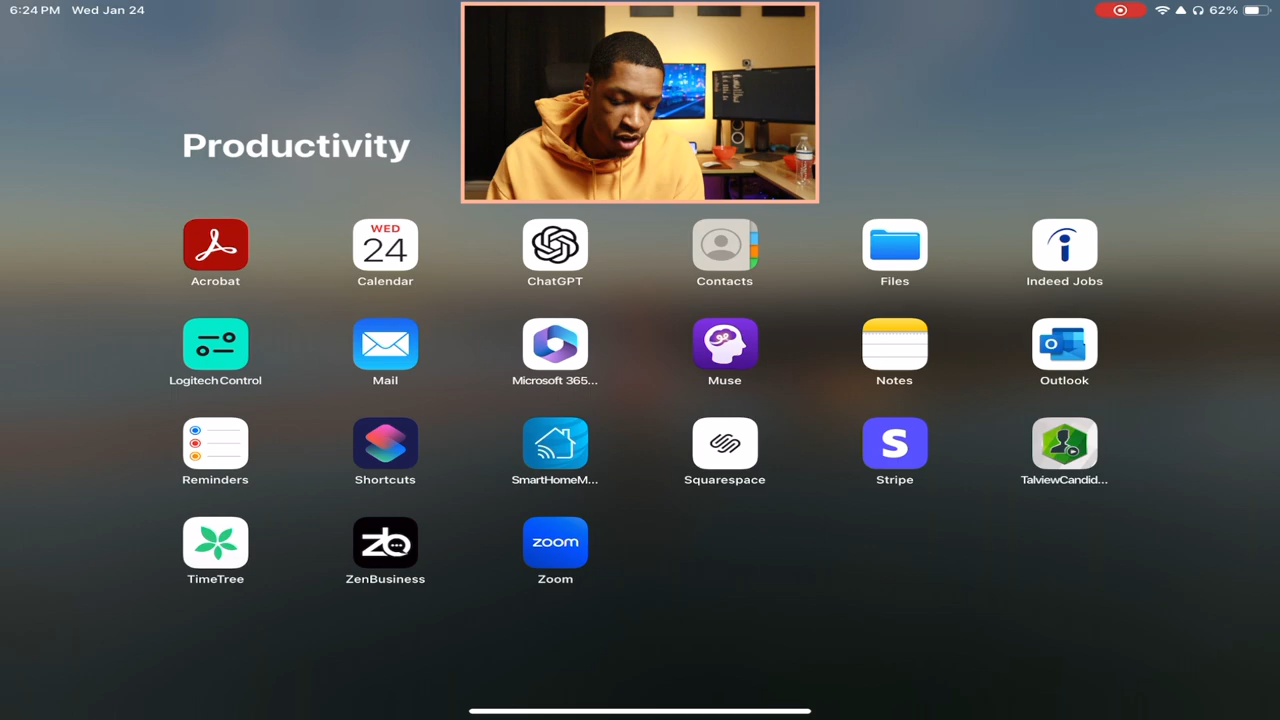 6:24 PM Wed Jan 24
62%
Productivity
WED
24
Acrobat
Calendar
ChatGPT
Contacts
Files
Indeed Jobs
Logitech Control
Mail
Microsoft 365...
Muse
Notes
Outlook
Reminders
Shortcuts
SmartHomeM...
Squarespace
S
Stripe
TalviewCandid...
zb
zoom
TimeTree
ZenBusiness
Zoom